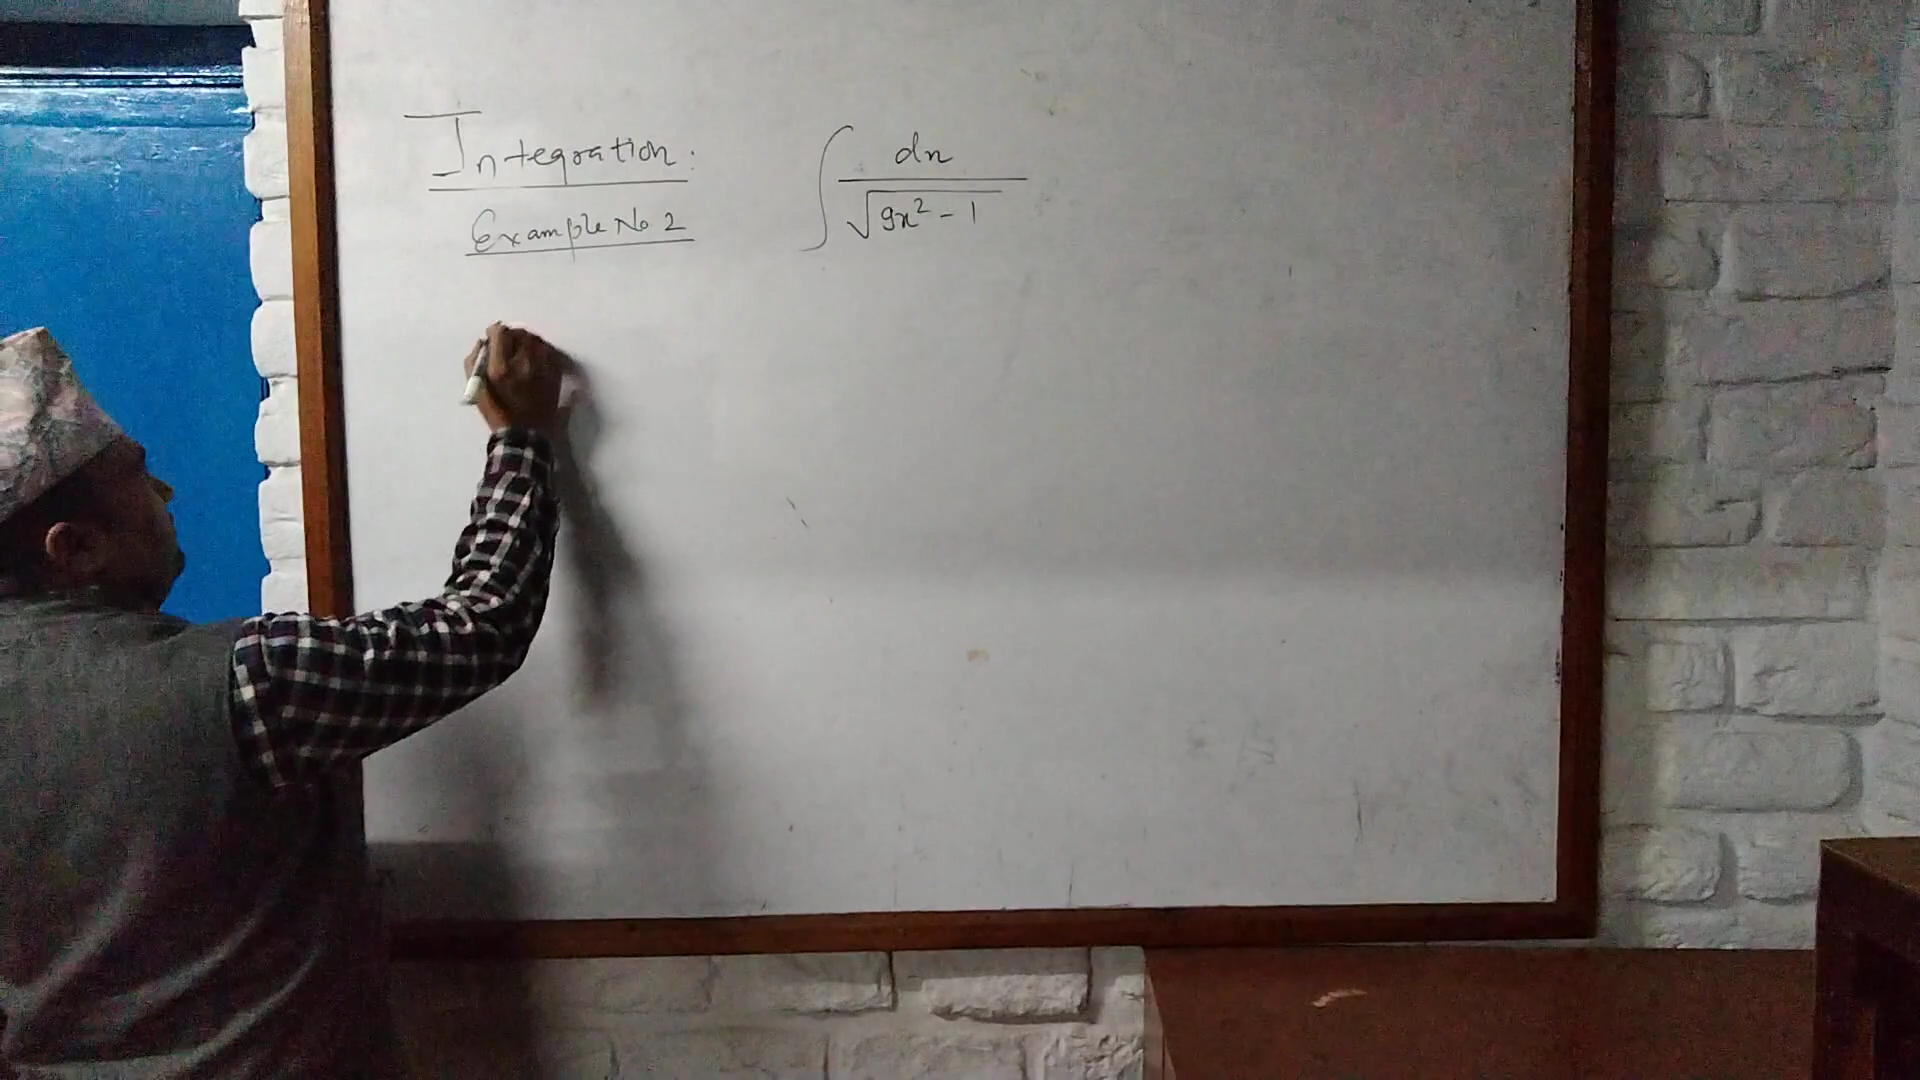 Integration:
Example No 2
∫ dx / √9x² - 1